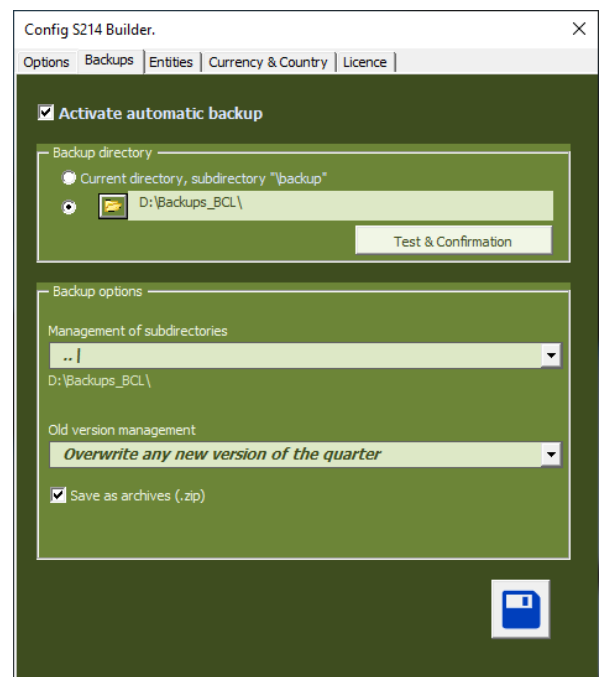 Config S214 Builder.
Options Backups Entities Currency & Country Licence
Activate automatic backup
Backup directory
Current directory, subdirectory "\backup"
D:\Backups_BCL\
Test & Confirmation
Backup options
Management of subdirectories
..\
D:\Backups_BCL\
Old version management
Overwrite any new version of the quarter
Save as archives (.zip)